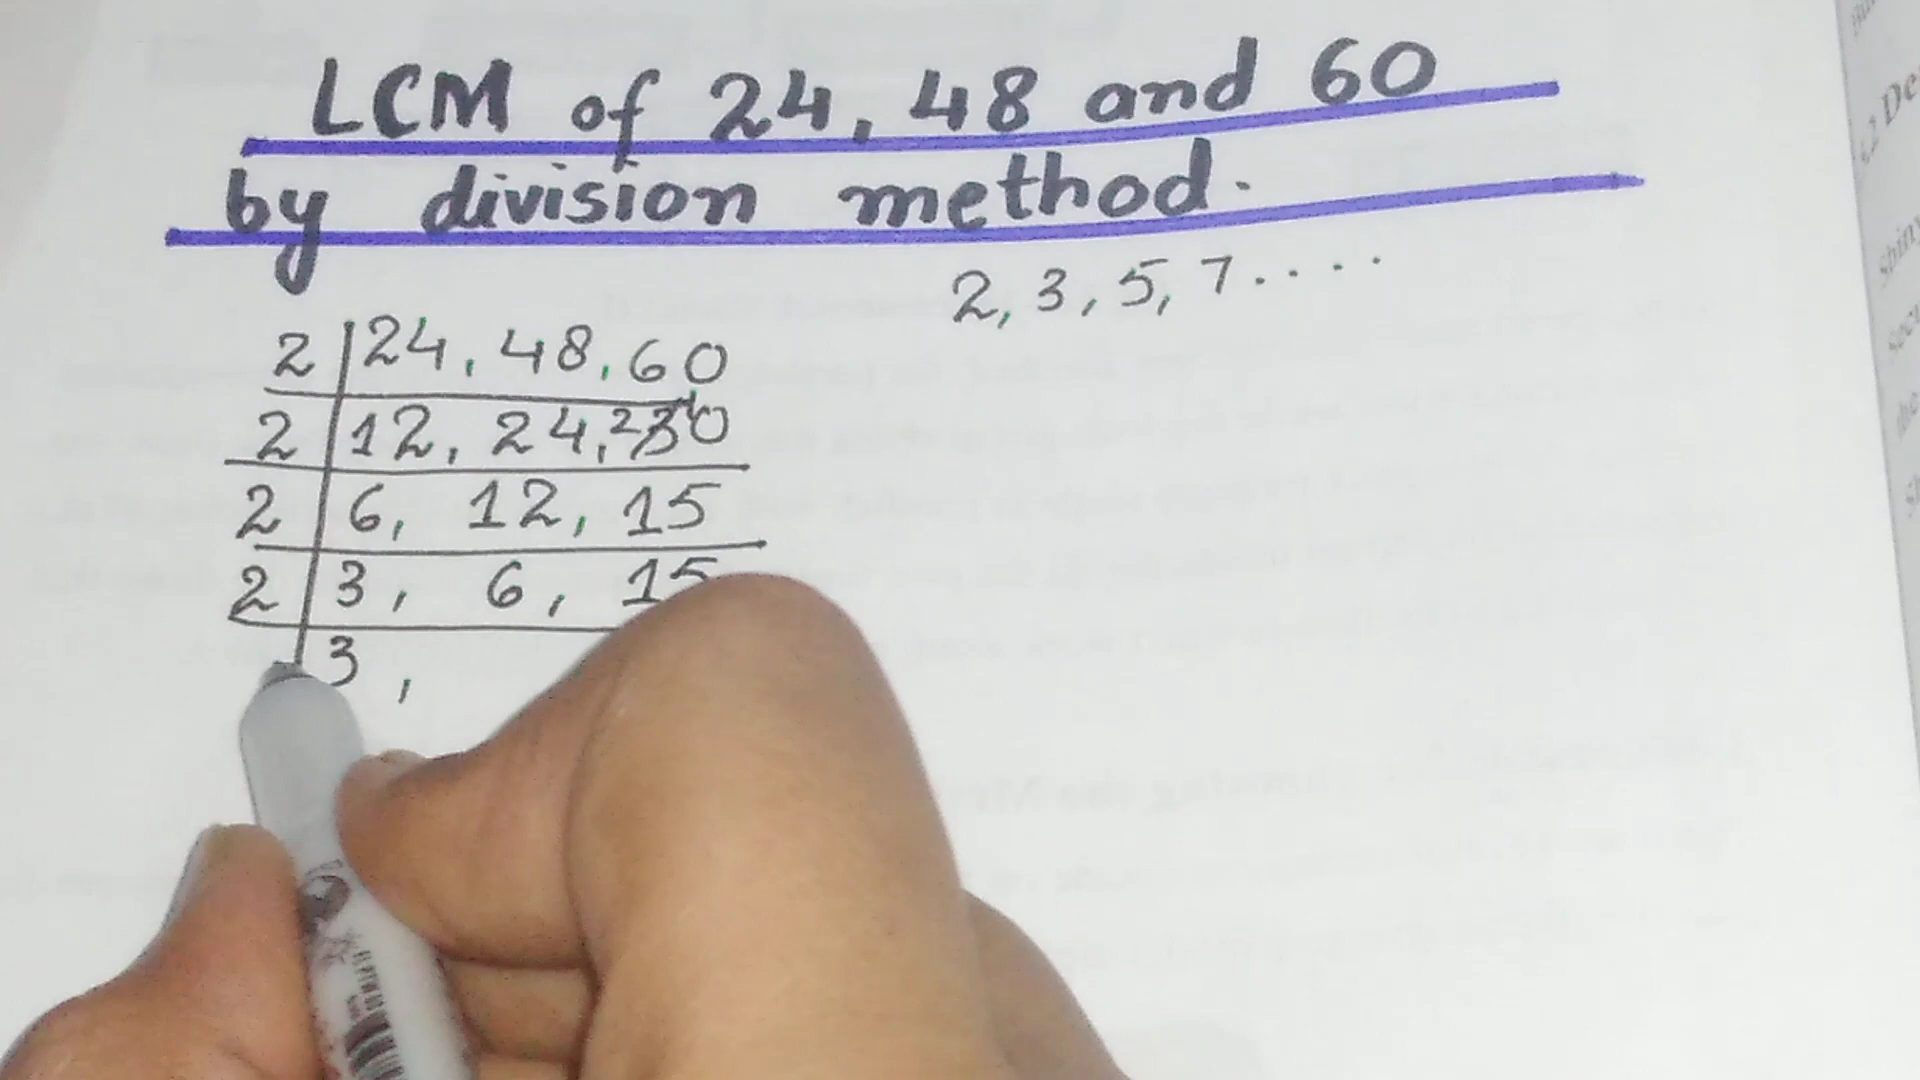 LCM of 24, 48 and 60
by division method.
2, 3, 5, 7....
2 24, 48, 60
2 12, 24, 30
2 6, 12, 15
2 3, 6, 15
3,